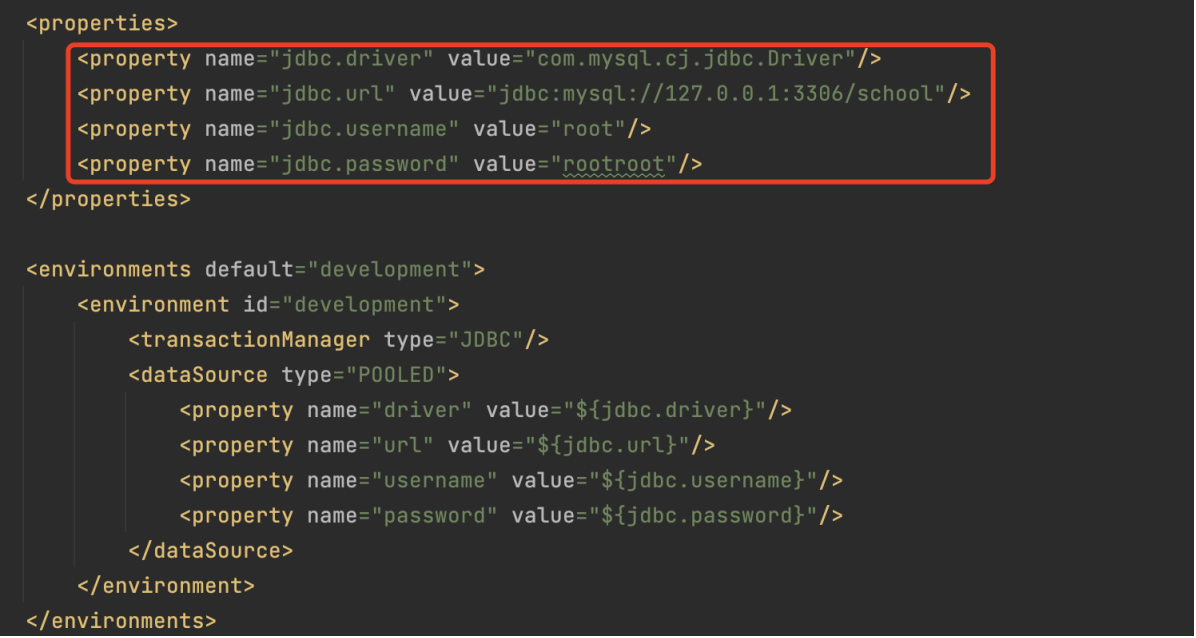 <properties>
<property name="jdbc.driver" value="com.mysql.cj.jdbc.Driver"/>
<property name="jdbc.url" value="jdbc:mysql://127.0.0.1:3306/school"/>
<property name="jdbc.username" value="root"/>
<property name="jdbc.password" value="rootroot"/>
</properties>
<environments default="development">
<environment id="development">
<transactionManager type="JDBC"/>
<dataSource type="POOLED">
<property name="driver" value="${jdbc.driver}"/>
<property name="url" value="${jdbc.url}"/>
<property name="username" value="${jdbc.username}"/>
<property name="password" value="${jdbc.password}"/>
</dataSource>
</environment>
</environments>